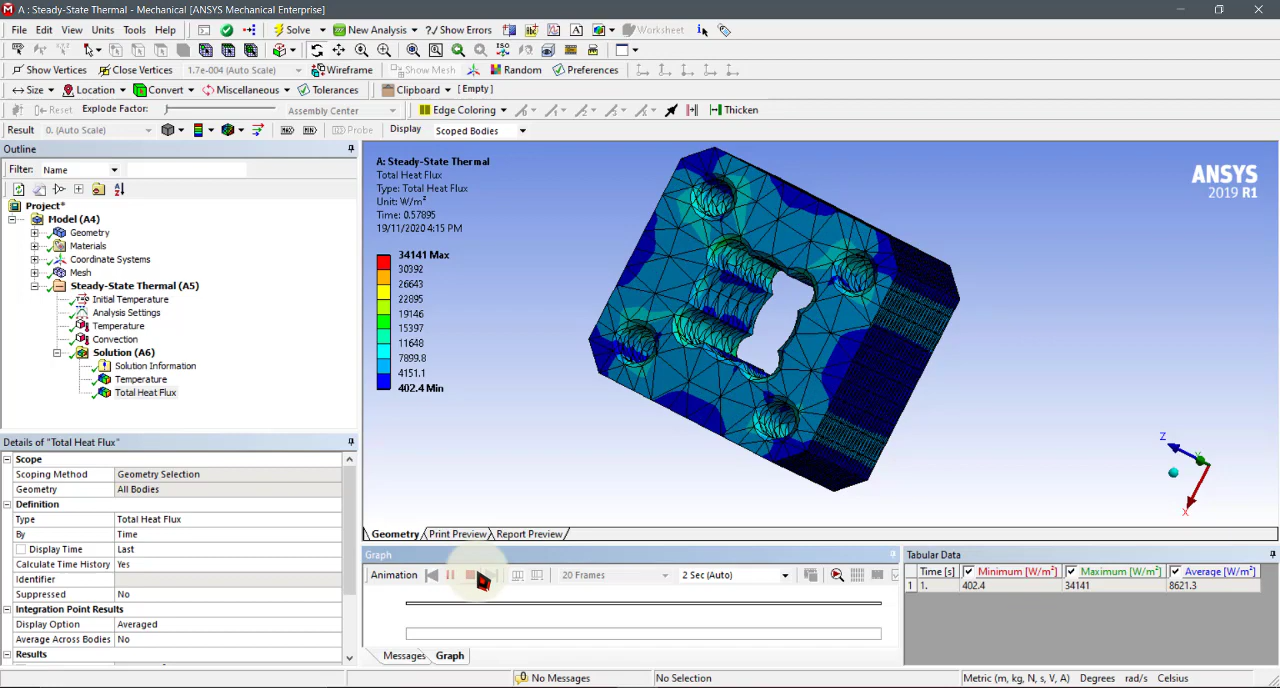 A : Steady-State Thermal - Mechanical [ANSYS Mechanical Enterprise]
File Edit View Units Tools Help Solve New Analysis ?/ Show Errors Worksheet
Show Vertices Close Vertices 1.7e-004 (Auto Scale) Wireframe Show Mesh Random Preferences
Size Location Convert Miscellaneous Tolerances Clipboard [Empty]
Reset Explode Factor: Assembly Center Edge Coloring Thicken
Result 0. (Auto Scale) Probe Display Scoped Bodies
Outline
Filter: Name
Project*
Model (A4)
Geometry
Materials
Coordinate Systems
Mesh
Steady-State Thermal (A5)
Initial Temperature
Analysis Settings
Temperature
Convection
Solution (A6)
Solution Information
Temperature
Total Heat Flux
Details of "Total Heat Flux"
Scope
Scoping Method Geometry Selection
Geometry All Bodies
Definition
Type Total Heat Flux
By Time
Display Time Last
Calculate Time History Yes
Identifier
Suppressed No
Integration Point Results
Display Option Averaged
Average Across Bodies No
Results
A: Steady-State Thermal
Total Heat Flux
Type: Total Heat Flux
Unit: W/m²
Time: 0.57895
19/11/2020 4:15 PM
34141 Max
30392
26643
22895
19146
15397
11648
7899.8
4151.1
402.4 Min
ANSYS
2019 R1
Z
Y
X
Geometry Print Preview Report Preview
Graph
Animation 20 Frames 2 Sec (Auto)
Messages Graph
Tabular Data
Time [s] Minimum [W/m²] Maximum [W/m²] Average [W/m²]
1 1. 402.4 34141 8621.3
0 No Messages No Selection Metric (m, kg, N, s, V, A) Degrees rad/s Celsius